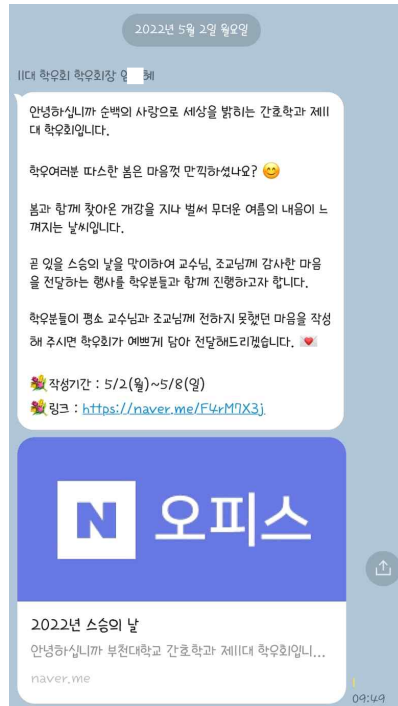 2022년 5월 2일 월요일
11대 학우회 학우회장 임 혜
안녕하십니까 순백의 사랑으로 세상을 밝히는 간호학과 제11
대 학우회입니다.
학우여러분 따스한 봄은 마음껏 만끽하셨나요? 😊
봄과 함께 찾아온 개강을 지나 벌써 무더운 여름의 내음이 느
껴지는 날씨입니다.
곧 있을 스승의 날을 맞이하여 교수님, 조교님께 감사한 마음
을 전달하는 행사를 학우분들과 함께 진행하고자 합니다.
학우분들이 평소 교수님과 조교님께 전하지 못했던 마음을 작성
해 주시면 학우회가 예쁘게 담아 전달해드리겠습니다. 💌
💐작성기간 : 5/2(월)~5/8(일)
💐링크 : https://naver.me/F4rM7X3j
N 오피스
2022년 스승의 날
안녕하십니까 부천대학교 간호학과 제11대 학우회입니...
naver.me
1
09:49